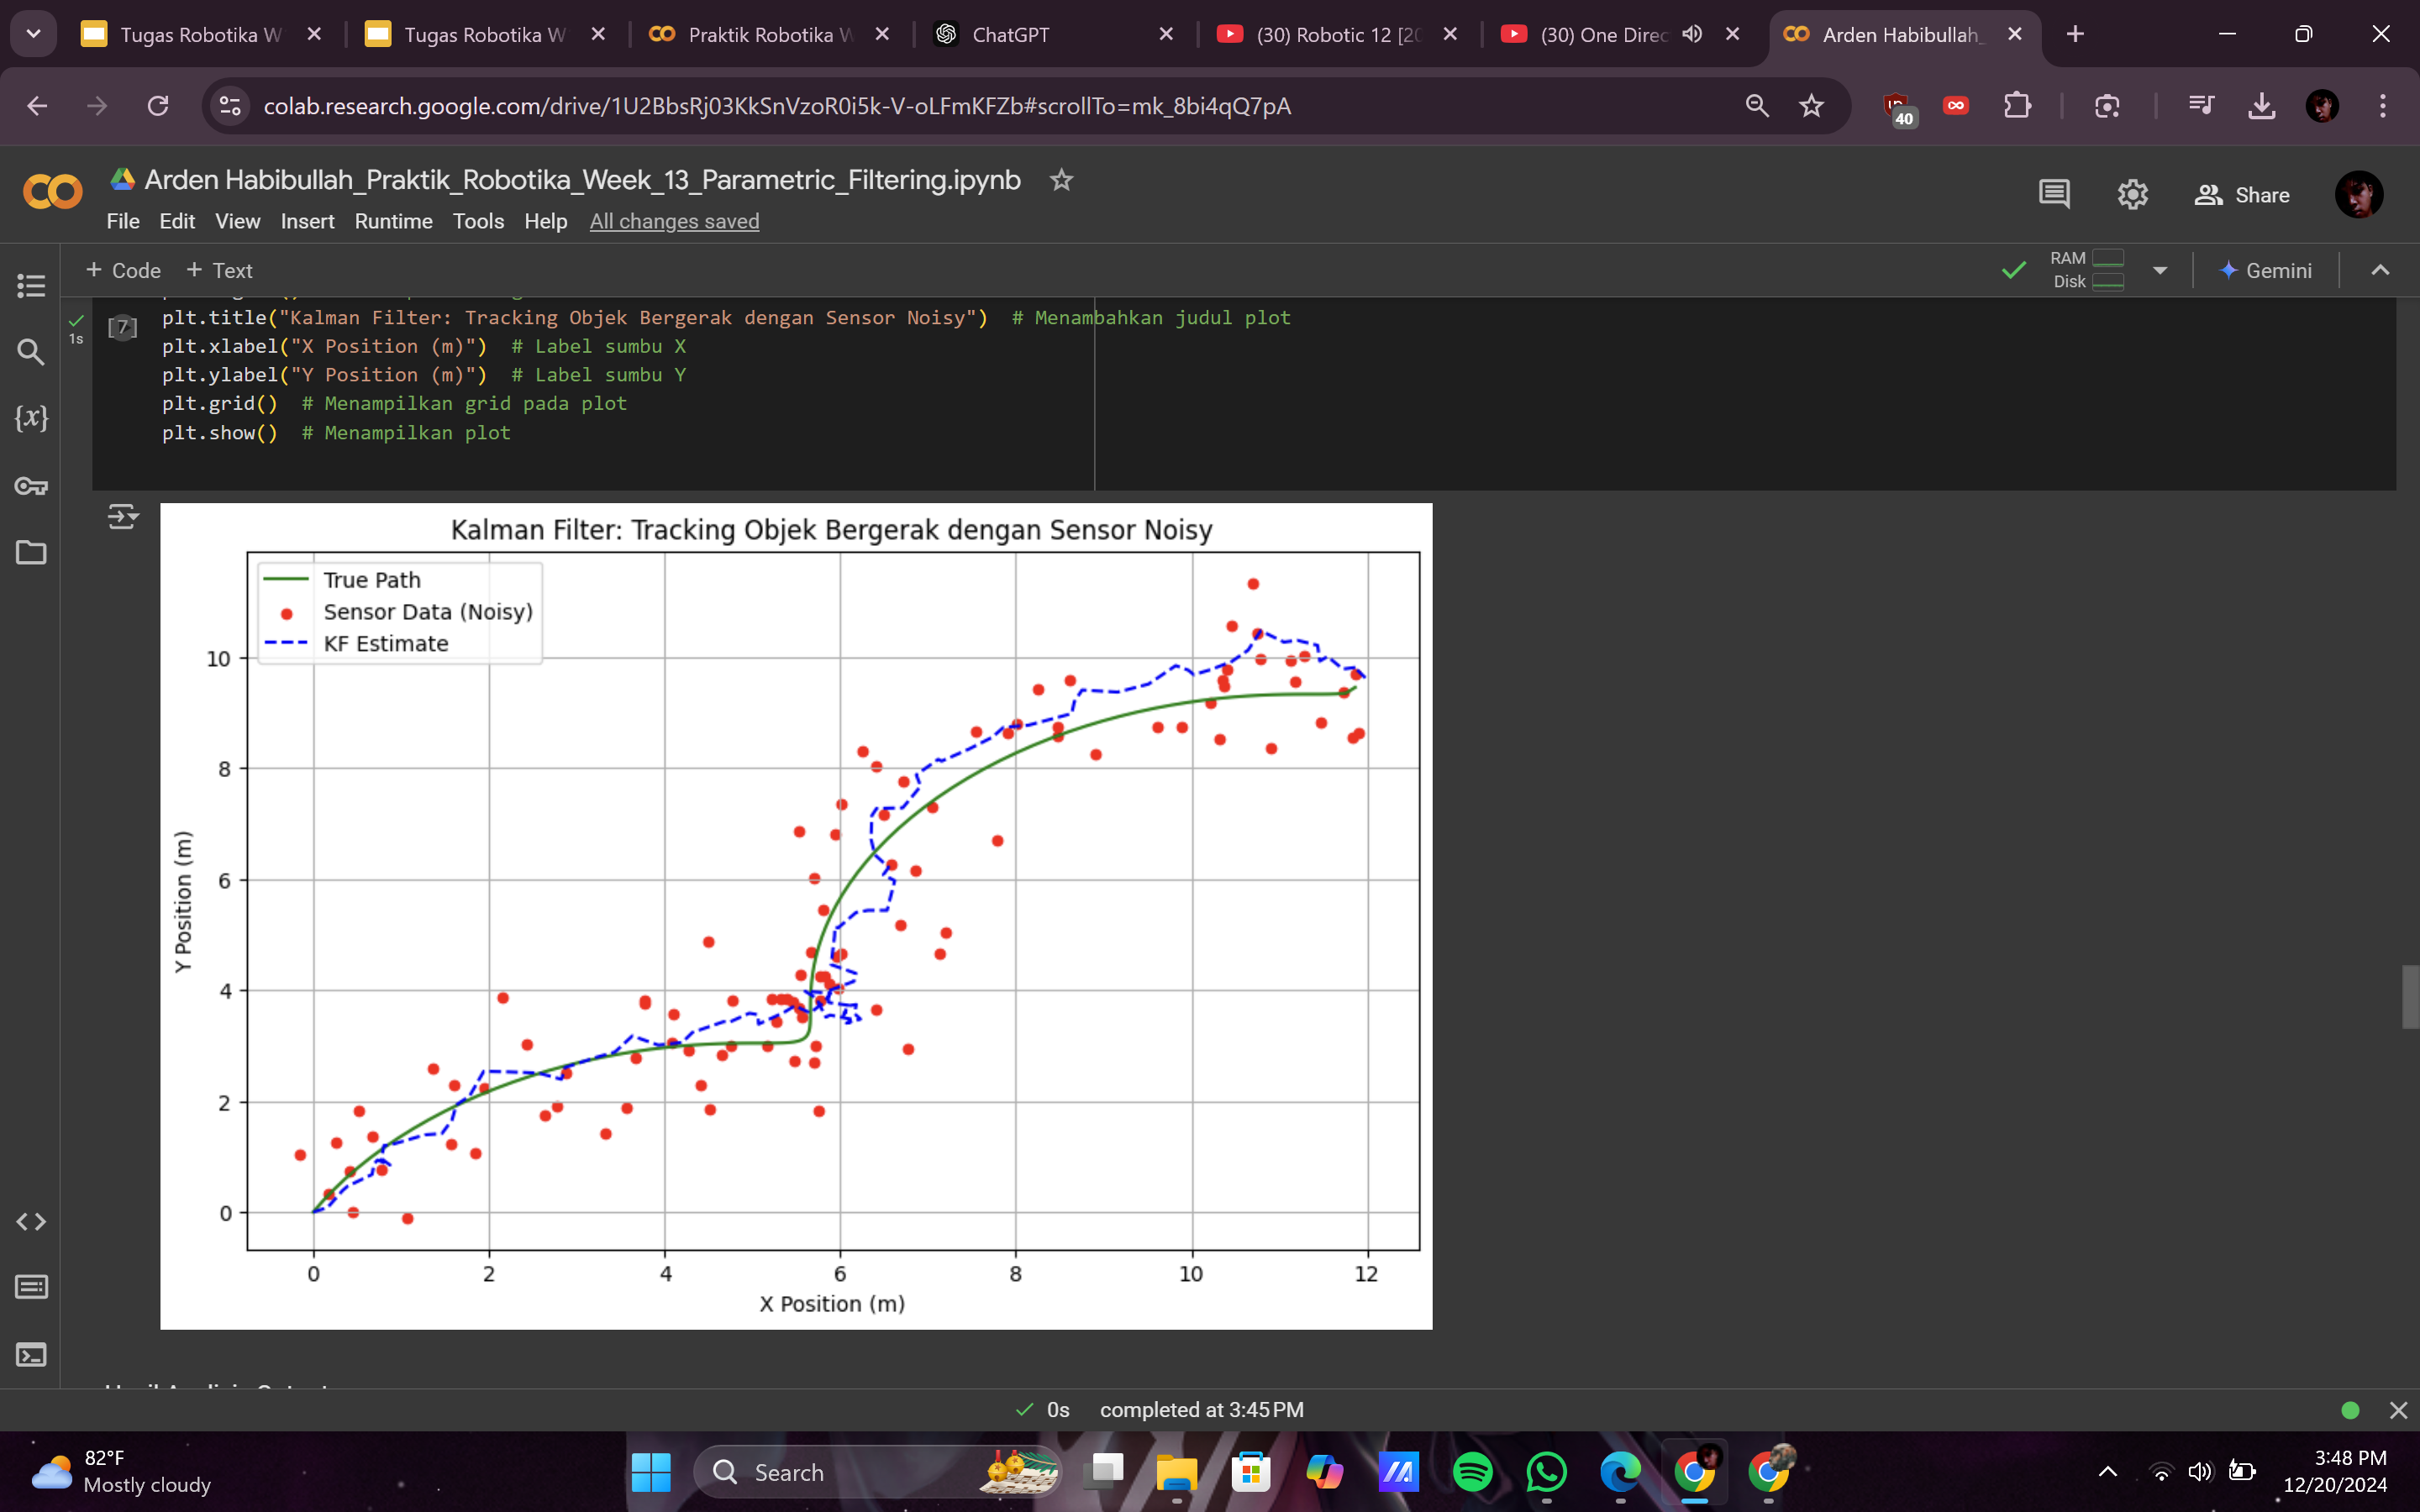 Tugas Robotika W
Tugas Robotika W
Praktik Robotika W
ChatGPT
(30) Robotic 12 [20
(30) One Direc
Arden Habibullah_
colab.research.google.com/drive/1U2BbsRj03KkSnVzoR0i5k-V-oLFmKFZb#scrollTo=mk_8bi4qQ7pA
40
Arden Habibullah_Praktik_Robotika_Week_13_Parametric_Filtering.ipynb
Share
File Edit View Insert Runtime Tools Help All changes saved
+ Code + Text
RAM
Disk
Gemini
1s
[7]
plt.title("Kalman Filter: Tracking Objek Bergerak dengan Sensor Noisy")  # Menambahkan judul plot
plt.xlabel("X Position (m)")  # Label sumbu X
plt.ylabel("Y Position (m)")  # Label sumbu Y
plt.grid()  # Menampilkan grid pada plot
plt.show()  # Menampilkan plot
Kalman Filter: Tracking Objek Bergerak dengan Sensor Noisy
True Path
Sensor Data (Noisy)
KF Estimate
10
8
6
4
2
0
Y Position (m)
0 2 4 6 8 10 12
X Position (m)
0s completed at 3:45 PM
82°F
Mostly cloudy
Search
3:48 PM
12/20/2024